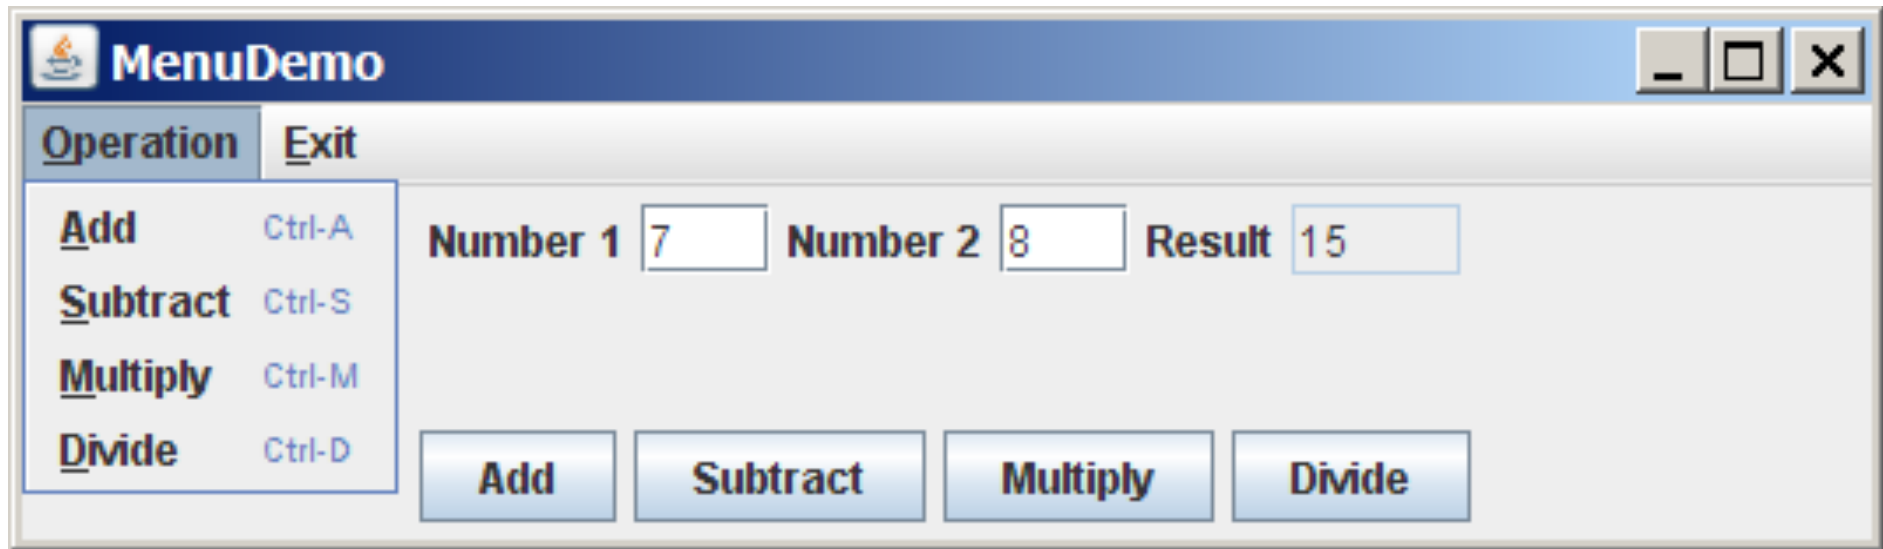 MenuDemo
Operation Exit
Add Ctrl-A
Subtract Ctrl-S
Multiply Ctrl-M
Divide Ctrl-D
Number 1 7 Number 2 8 Result 15
Add Subtract Multiply Divide